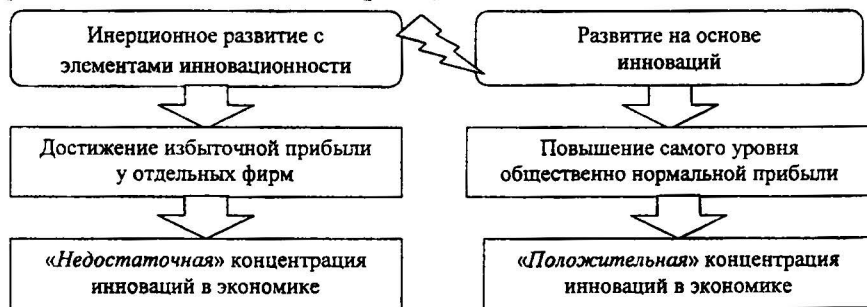 Инерционное развитие с
элементами инновационности
Развитие на основе
инноваций
Достижение избыточной прибыли
у отдельных фирм
Повышение самого уровня
общественно нормальной прибыли
«Недостаточная» концентрация
инноваций в экономике
«Положительная» концентрация
инноваций в экономике